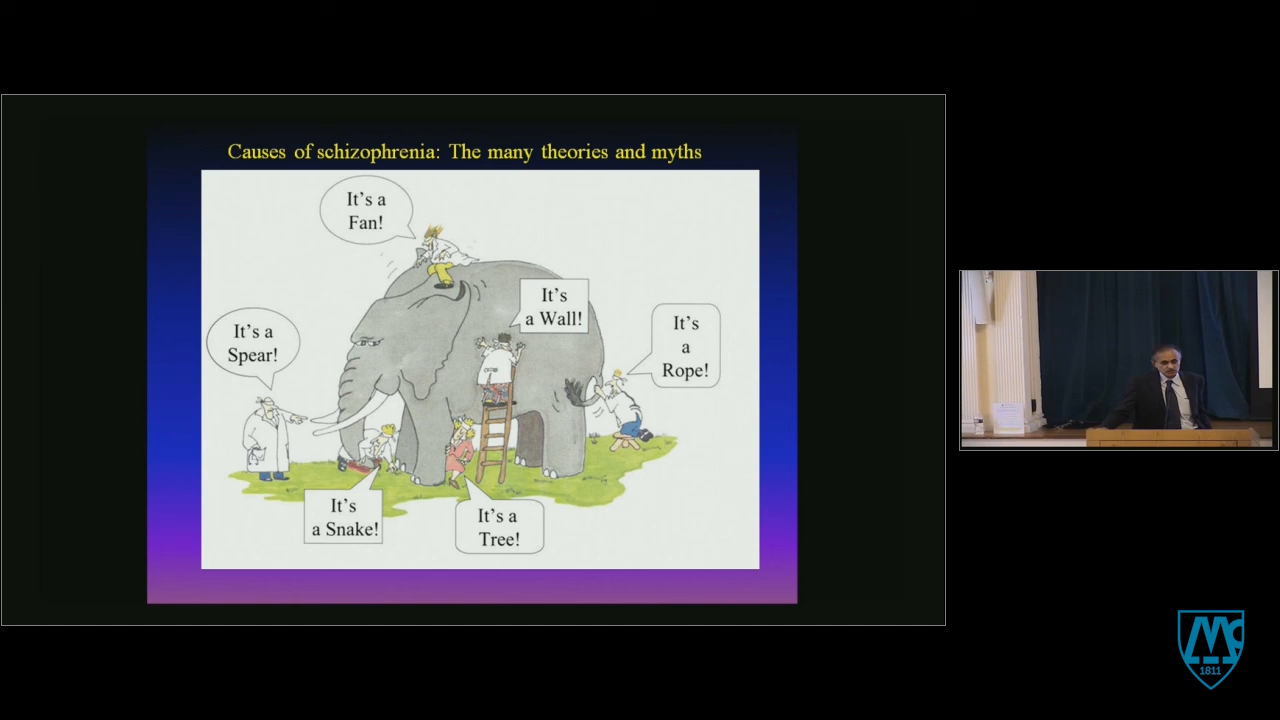 Causes of schizophrenia: The many theories and myths
It's a
Fan!
It's
a Wall!
It's a
Spear!
It's
a
Rope!
It's
a Snake!
It's a
Tree!
Mc
1811